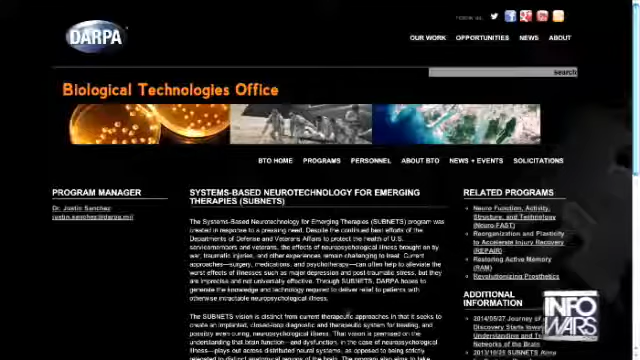 Follow us:
DARPA
OUR WORK OPPORTUNITIES NEWS ABOUT
search
Biological Technologies Office
BTO HOME PROGRAMS PERSONNEL ABOUT BTO NEWS + EVENTS SOLICITATIONS
PROGRAM MANAGER
Dr. Justin Sanchez
justin.sanchez@darpa.mil
SYSTEMS-BASED NEUROTECHNOLOGY FOR EMERGING
THERAPIES (SUBNETS)
The Systems-Based Neurotechnology for Emerging Therapies (SUBNETS) program was
created in response to a pressing need. Despite the continued best efforts of the
Departments of Defense and Veterans Affairs to protect the health of U.S.
servicemembers and veterans, the effects of neuropsychological illness brought on by
war, traumatic injuries, and other experiences remain challenging to treat. Current
approaches—surgery, medications, and psychotherapy—can often help to alleviate the
worst effects of illnesses such as major depression and post-traumatic stress, but they
are imprecise and not universally effective. Through SUBNETS, DARPA hopes to
generate the knowledge and technology required to deliver relief to patients with
otherwise intractable neuropsychological illness.
The SUBNETS vision is distinct from current therapeutic approaches in that it seeks to
create an implanted, closed-loop diagnostic and therapeutic system for treating, and
possibly even curing, neuropsychological illness. That vision is premised on the
understanding that brain function—and dysfunction, in the case of neuropsychological
illness—plays out across distributed neural systems, as opposed to being strictly
RELATED PROGRAMS
Neuro Function, Activity,
Structure, and Technology
(Neuro-FAST)
Reorganization and Plasticity
to Accelerate Injury Recovery
(REPAIR)
Restoring Active Memory
(RAM)
Revolutionizing Prosthetics
ADDITIONAL
INFORMATION
2014/05/27 Journey of
Discovery Starts toward
Understanding and
Networks of the Brain
INFO
WARS